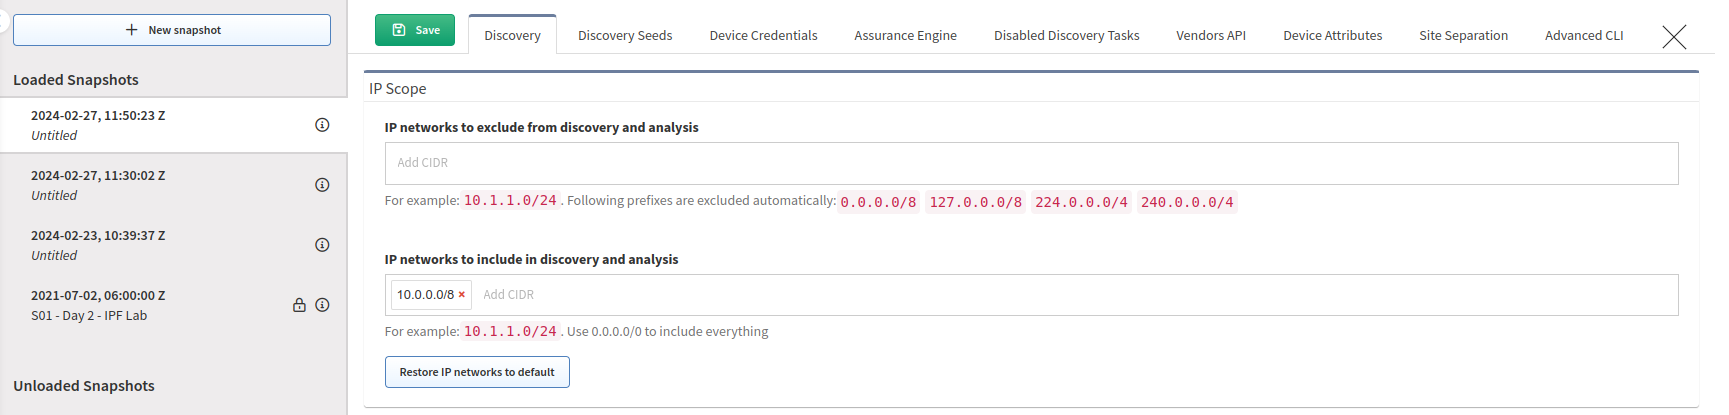 New snapshot
Loaded Snapshots
2024-02-27, 11:50:23 Z
Untitled
2024-02-27, 11:30:02 Z
Untitled
2024-02-23, 10:39:37 Z
Untitled
2021-07-02, 06:00:00 Z
S01 - Day 2 - IPF Lab
Unloaded Snapshots
Save Discovery Discovery Seeds Device Credentials Assurance Engine Disabled Discovery Tasks Vendors API Device Attributes Site Separation Advanced CLI
IP Scope
IP networks to exclude from discovery and analysis
Add CIDR
For example: 10.1.1.0/24 . Following prefixes are excluded automatically: 0.0.0.0/8 127.0.0.0/8 224.0.0.0/4 240.0.0.0/4
IP networks to include in discovery and analysis
10.0.0.0/8 × Add CIDR
For example: 10.1.1.0/24 . Use 0.0.0.0/0 to include everything
Restore IP networks to default